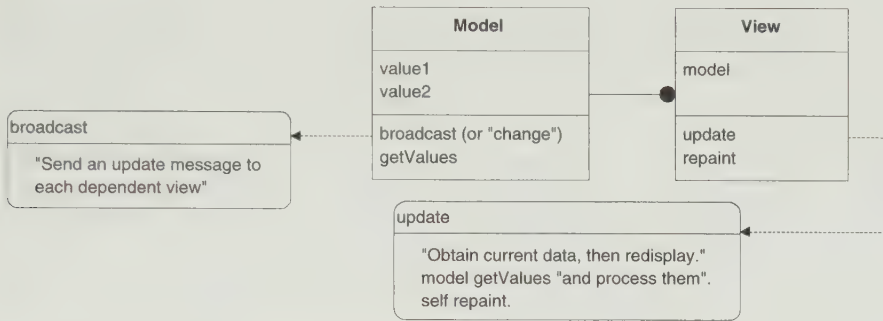 Model
value1
value2
broadcast (or "change")
getValues
View
model
update
repaint
broadcast
"Send an update message to
each dependent view"
update
"Obtain current data, then redisplay."
model getValues "and process them".
self repaint.